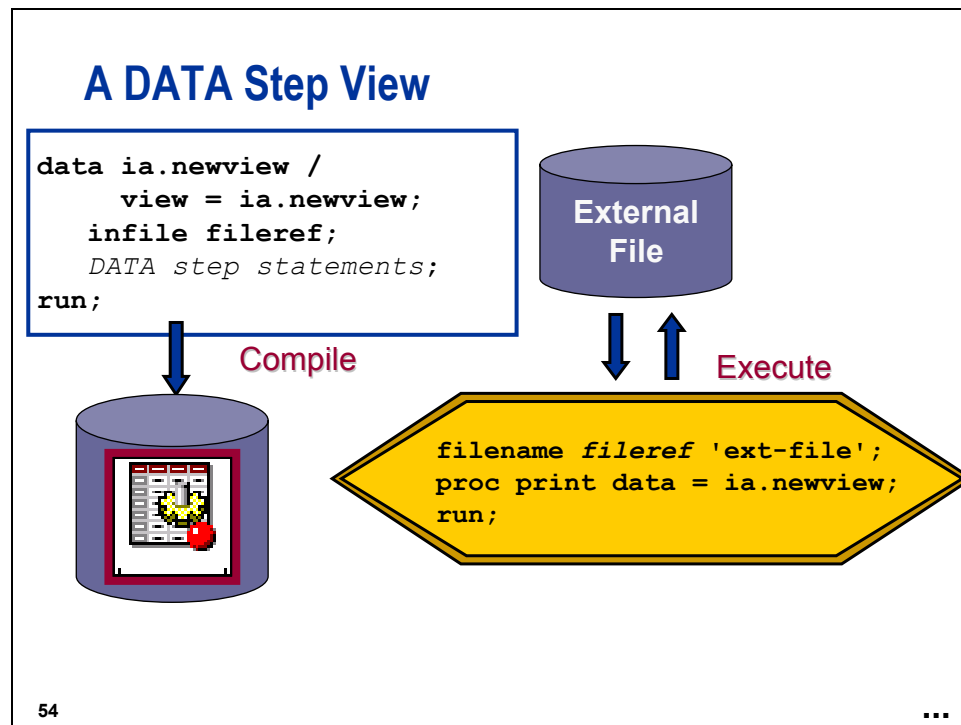 A DATA Step View
data ia.newview /
view = ia.newview;
infile fileref;
DATA step statements;
run;
External
File
Compile
Execute
filename fileref 'ext-file';
proc print data = ia.newview;
run;
54
...